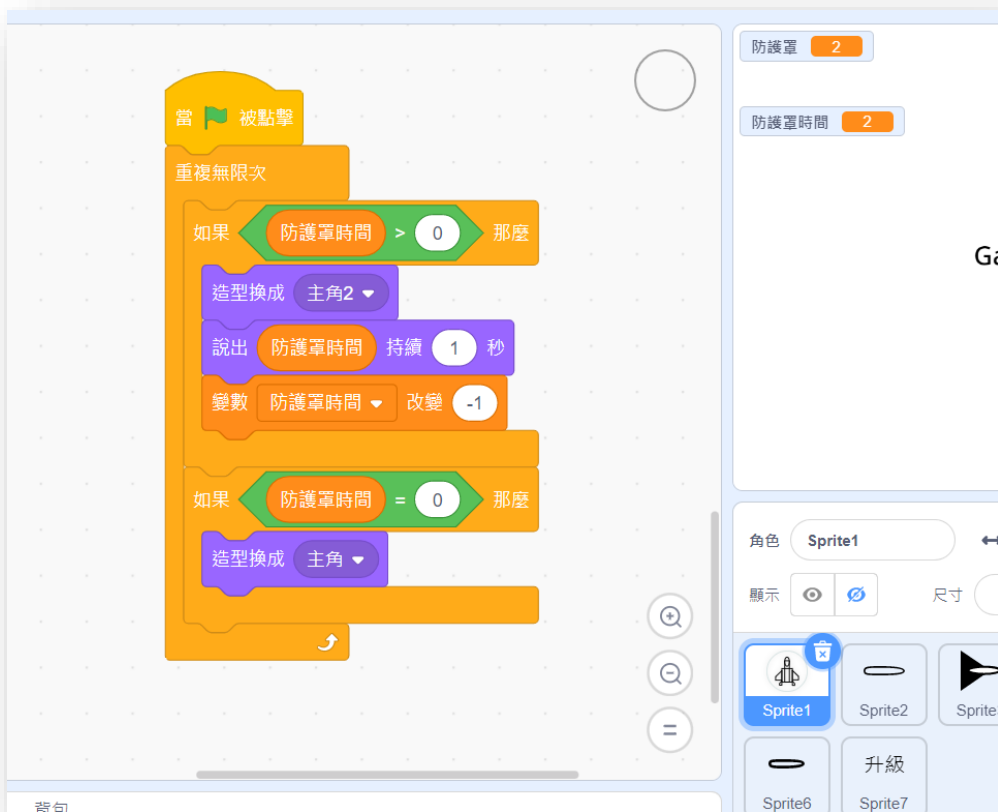 當 被點擊
重複無限次
如果 防護罩時間 > 0 那麼
造型換成 主角2
說出 防護罩時間 持續 1 秒
變數 防護罩時間 改變 -1
如果 防護罩時間 = 0 那麼
造型換成 主角
背包
防護罩 2
防護罩時間 2
Ga
角色 Sprite1
顯示 尺寸
Sprite1 Sprite2 Sprite
升級
Sprite6 Sprite7